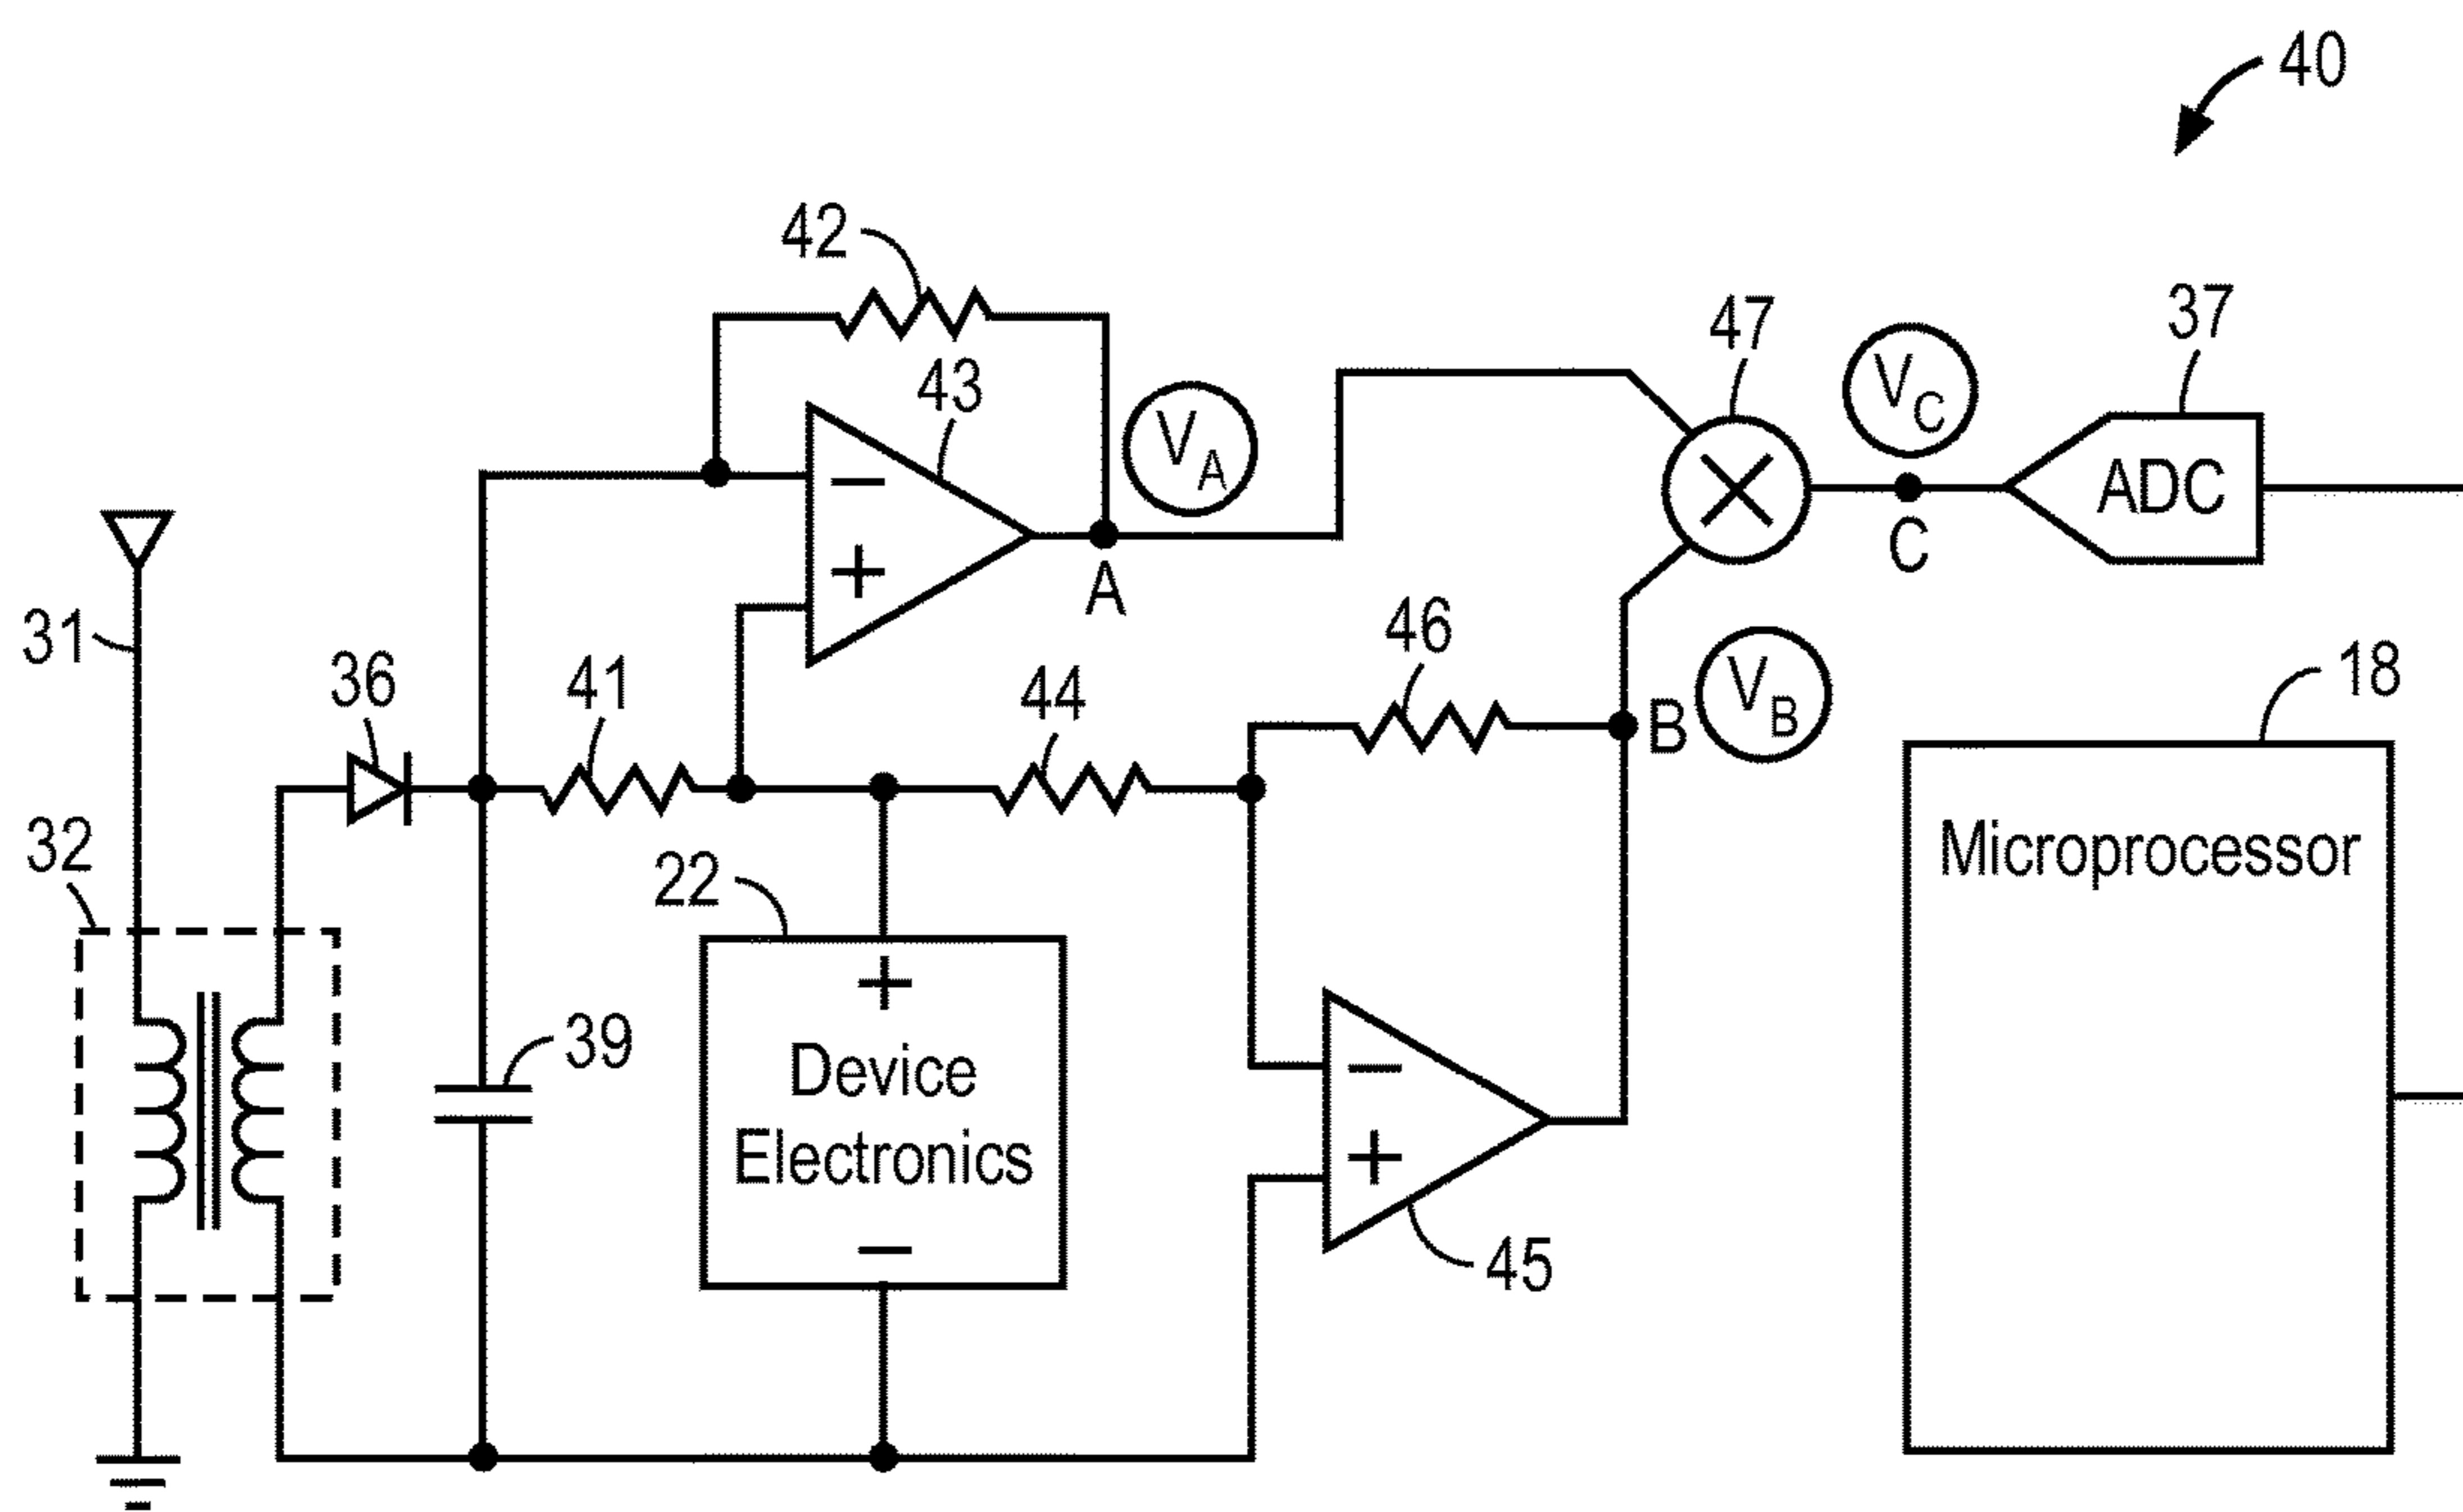 40
42
43
V_A
A
47
V_C
C
37
ADC
31
36
41
44
46
B
V_B
18
Microprocessor
32
22
39
+
Device
Electronics
−
−
+
−
+
45